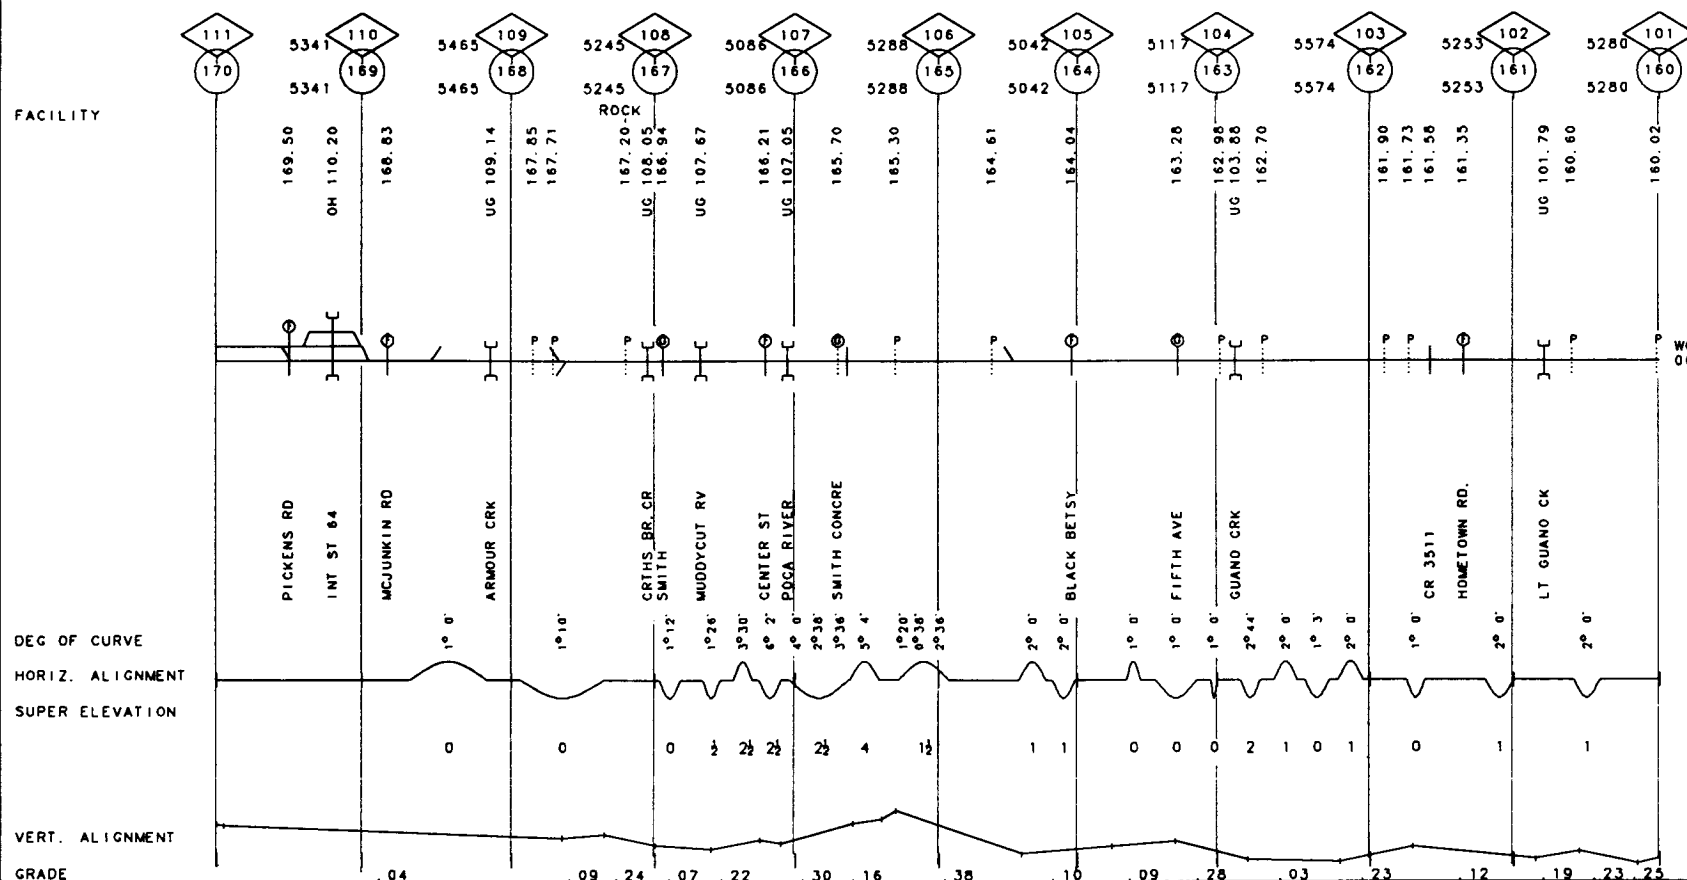 111 5341 110 5465 109 5245 108 5086 107 5288 106 5042 105 5117 104 5574 103 5253 102 5280 101
170 169 168 167 166 165 164 163 162 161 160
5341 5465 5245 5086 5288 5042 5117 5574 5253 5280
ROCK
FACILITY
169.50
OH 110.20
168.83
UG 109.14
167.85
167.71
167.20
UG 108.05
166.94
UG 107.67
166.21
UG 107.05
165.70
165.30
164.61
164.04
163.28
162.98
UG 103.88
162.70
161.90
161.73
161.58
161.35
UG 101.79
160.60
160.02
P P P P P P P P P P P
PICKENS RD
INT ST 64
MCJUNKIN RD
ARMOUR CRK
CRTHS BR. CR
SMITH
MUDDYCUT RV
CENTER ST
POCA RIVER
SMITH CONCRE
BLACK BETSY
FIFTH AVE
GUANO CRK
CR 3511
HOMETOWN RD.
LT GUANO CK
DEG OF CURVE
1° 0' 1°10' 1°12' 1°26' 3°30' 6° 2' 4° 0' 2°38' 3°36' 5° 4' 1°20' 0°38' 2°36' 2° 0' 2° 0' 1° 0' 1° 0' 1° 0' 2°44' 2° 0' 1° 3' 2° 0' 1° 0' 2° 0' 2° 0'
HORIZ. ALIGNMENT
SUPER ELEVATION
0 0 0 ½ 2½ 2½ 2½ 4 1½ 1 1 0 0 0 2 1 0 1 0 1 1
VERT. ALIGNMENT
GRADE .04 .09 .24 .07 .22 .30 .16 .38 .10 .09 .28 .03 .23 .12 .19 .23 .25